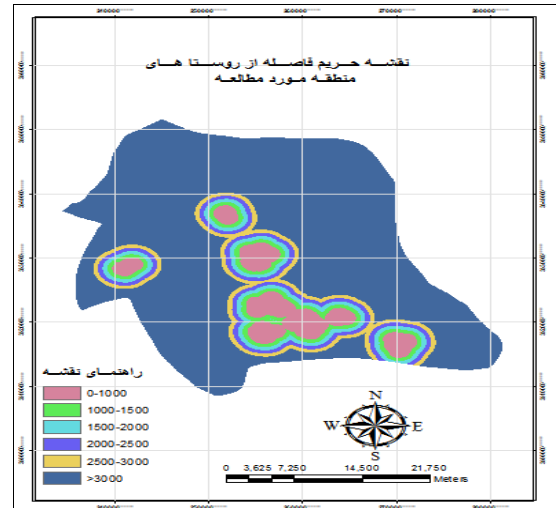 نقشه حریم فاصله از روستا های
منطقه مورد مطالعه
راهنمای نقشه
0-1000
1000-1500
1500-2000
2000-2500
2500-3000
>3000
N
W E
S
0 3,625 7,250 14,500 21,750
Meters